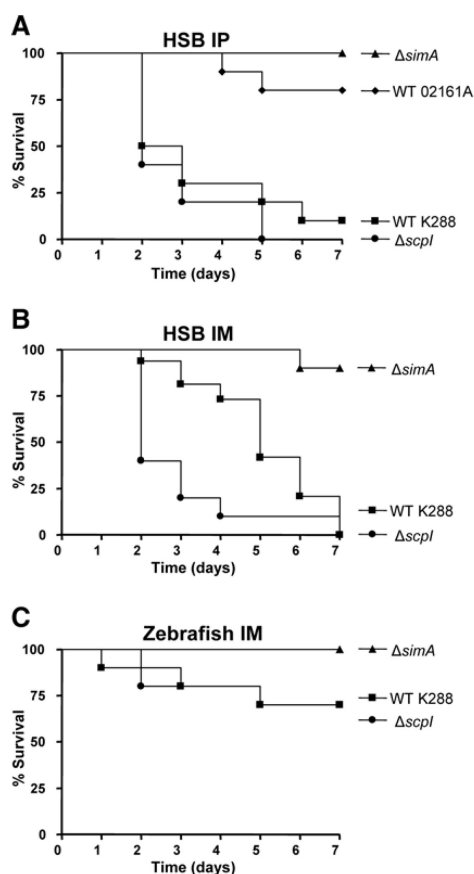 A
HSB IP
100
75
50
25
0
% Survival
0 1 2 3 4 5 6 7
Time (days)
ΔsimA
WT 02161A
WT K288
ΔscpI
B
HSB IM
100
75
50
25
0
% Survival
0 1 2 3 4 5 6 7
Time (days)
ΔsimA
WT K288
ΔscpI
C
Zebrafish IM
100
75
50
25
0
% Survival
0 1 2 3 4 5 6 7
Time (days)
ΔsimA
WT K288
ΔscpI